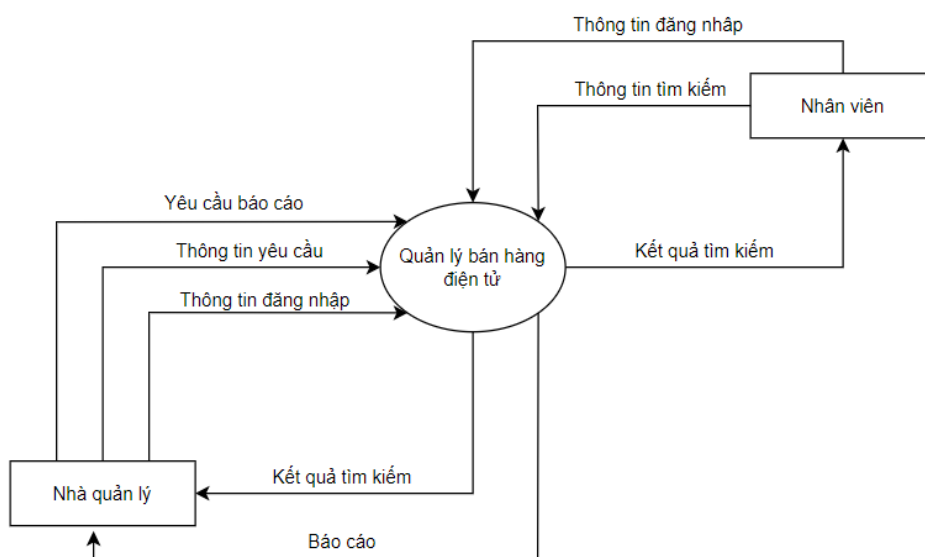 Thông tin đăng nhâp
Thông tin tìm kiếm
Nhân viên
Yêu cầu báo cáo
Thông tin yêu cầu
Quản lý bán hàng
điện tử
Kết quả tìm kiếm
Thông tin đăng nhập
Kết quả tìm kiếm
Nhà quản lý
Báo cáo